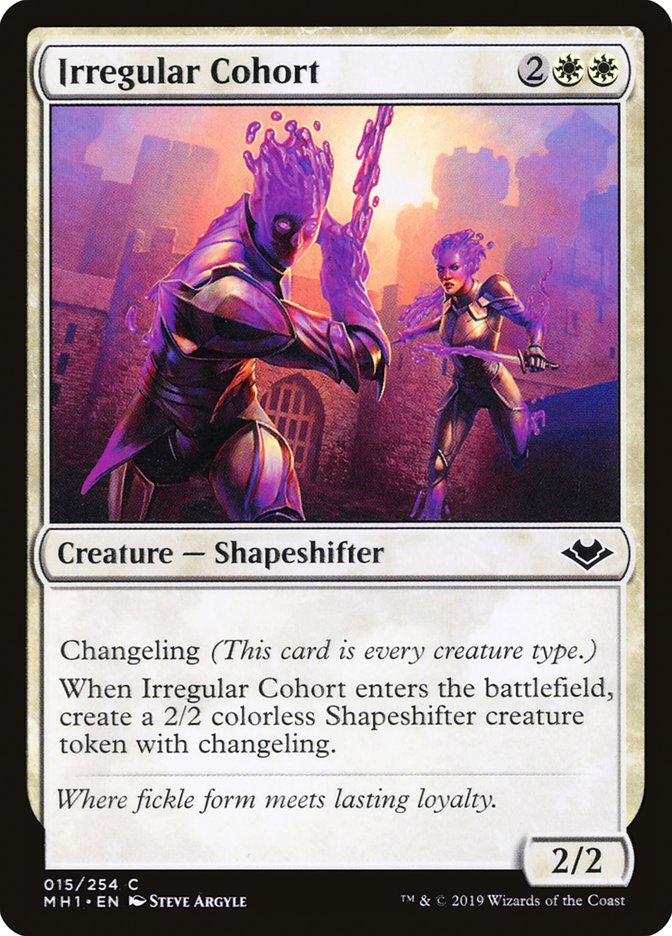 Irregular Cohort 2
Creature — Shapeshifter
Changeling (This card is every creature type.)
When Irregular Cohort enters the battlefield,
create a 2/2 colorless Shapeshifter creature
token with changeling.
Where fickle form meets lasting loyalty.
2/2
015/254 C
MH1 • EN Steve Argyle
™ & © 2019 Wizards of the Coast